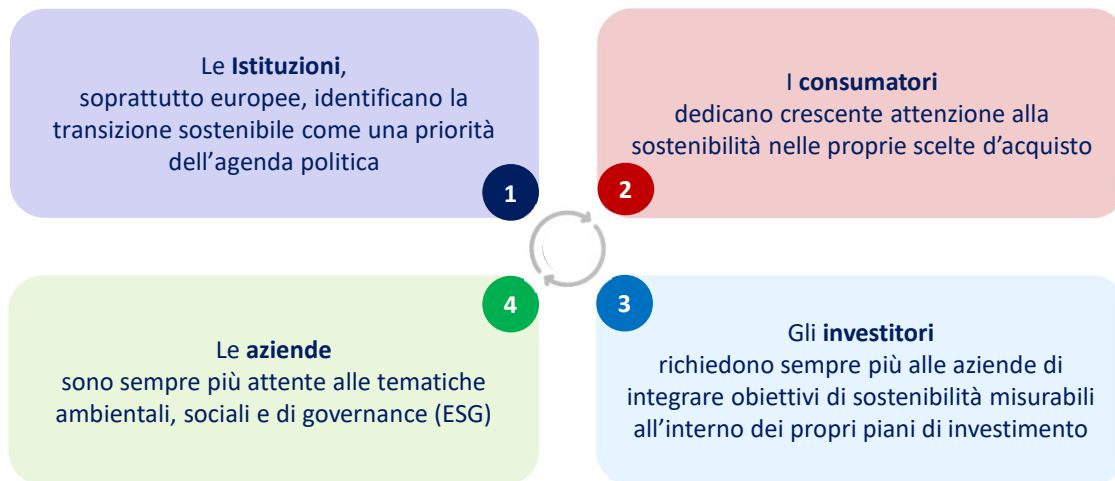 Le Istituzioni,
soprattutto europee, identificano la
transizione sostenibile come una priorità
dell’agenda politica
1
I consumatori
dedicano crescente attenzione alla
sostenibilità nelle proprie scelte d’acquisto
2
Gli investitori
richiedono sempre più alle aziende di
integrare obiettivi di sostenibilità misurabili
all’interno dei propri piani di investimento
3
Le aziende
sono sempre più attente alle tematiche
ambientali, sociali e di governance (ESG)
4